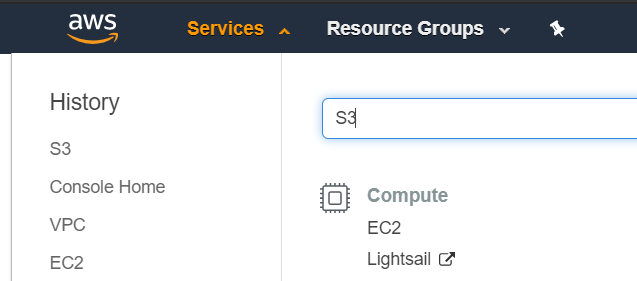 aws Services Resource Groups
History
S3
Console Home
VPC
EC2
S3
Compute
EC2
Lightsail